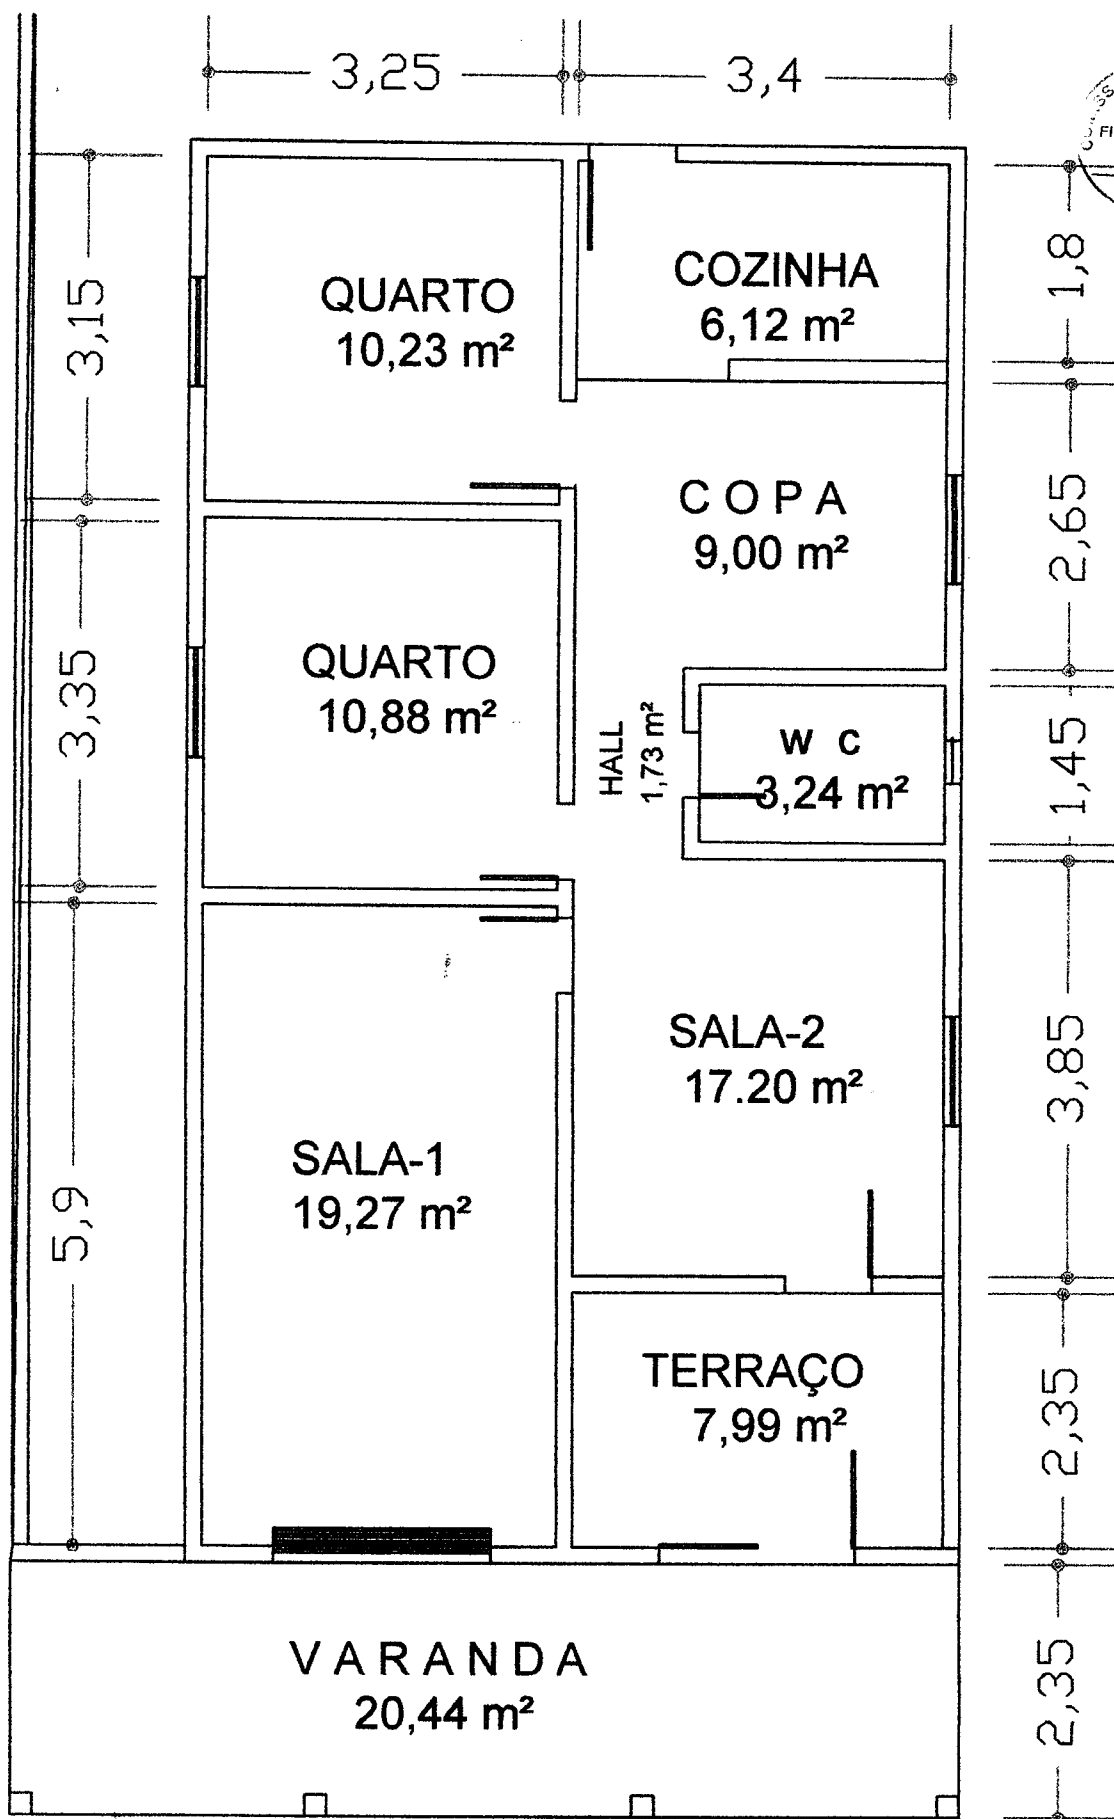 3,25
3,4
FI
3,15
1,8
QUARTO
10,23 m²
COZINHA
6,12 m²
C O P A
9,00 m²
2,65
3,35
QUARTO
10,88 m²
HALL
1,73 m²
W C
3,24 m²
1,45
SALA-2
17.20 m²
3,85
SALA-1
19,27 m²
5,9
TERRAÇO
7,99 m²
2,35
V A R A N D A
20,44 m²
2,35